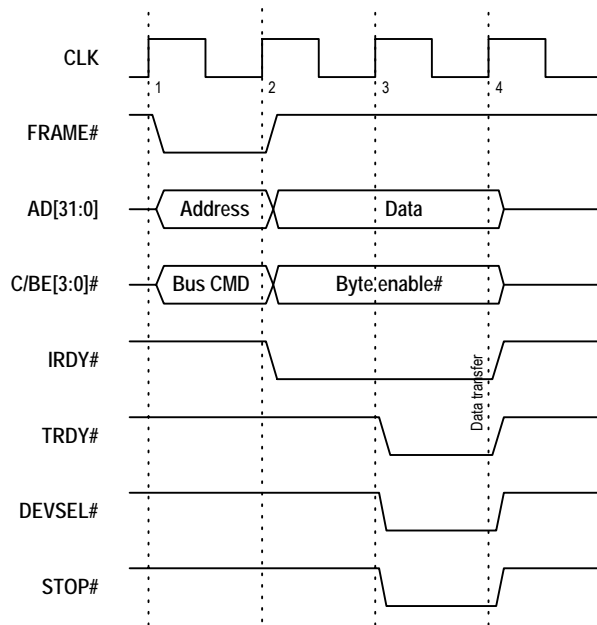 CLK
1 2 3 4
FRAME#
AD[31:0] Address Data
C/BE[3:0]# Bus CMD Byte enable#
IRDY#
Data transfer
TRDY#
DEVSEL#
STOP#